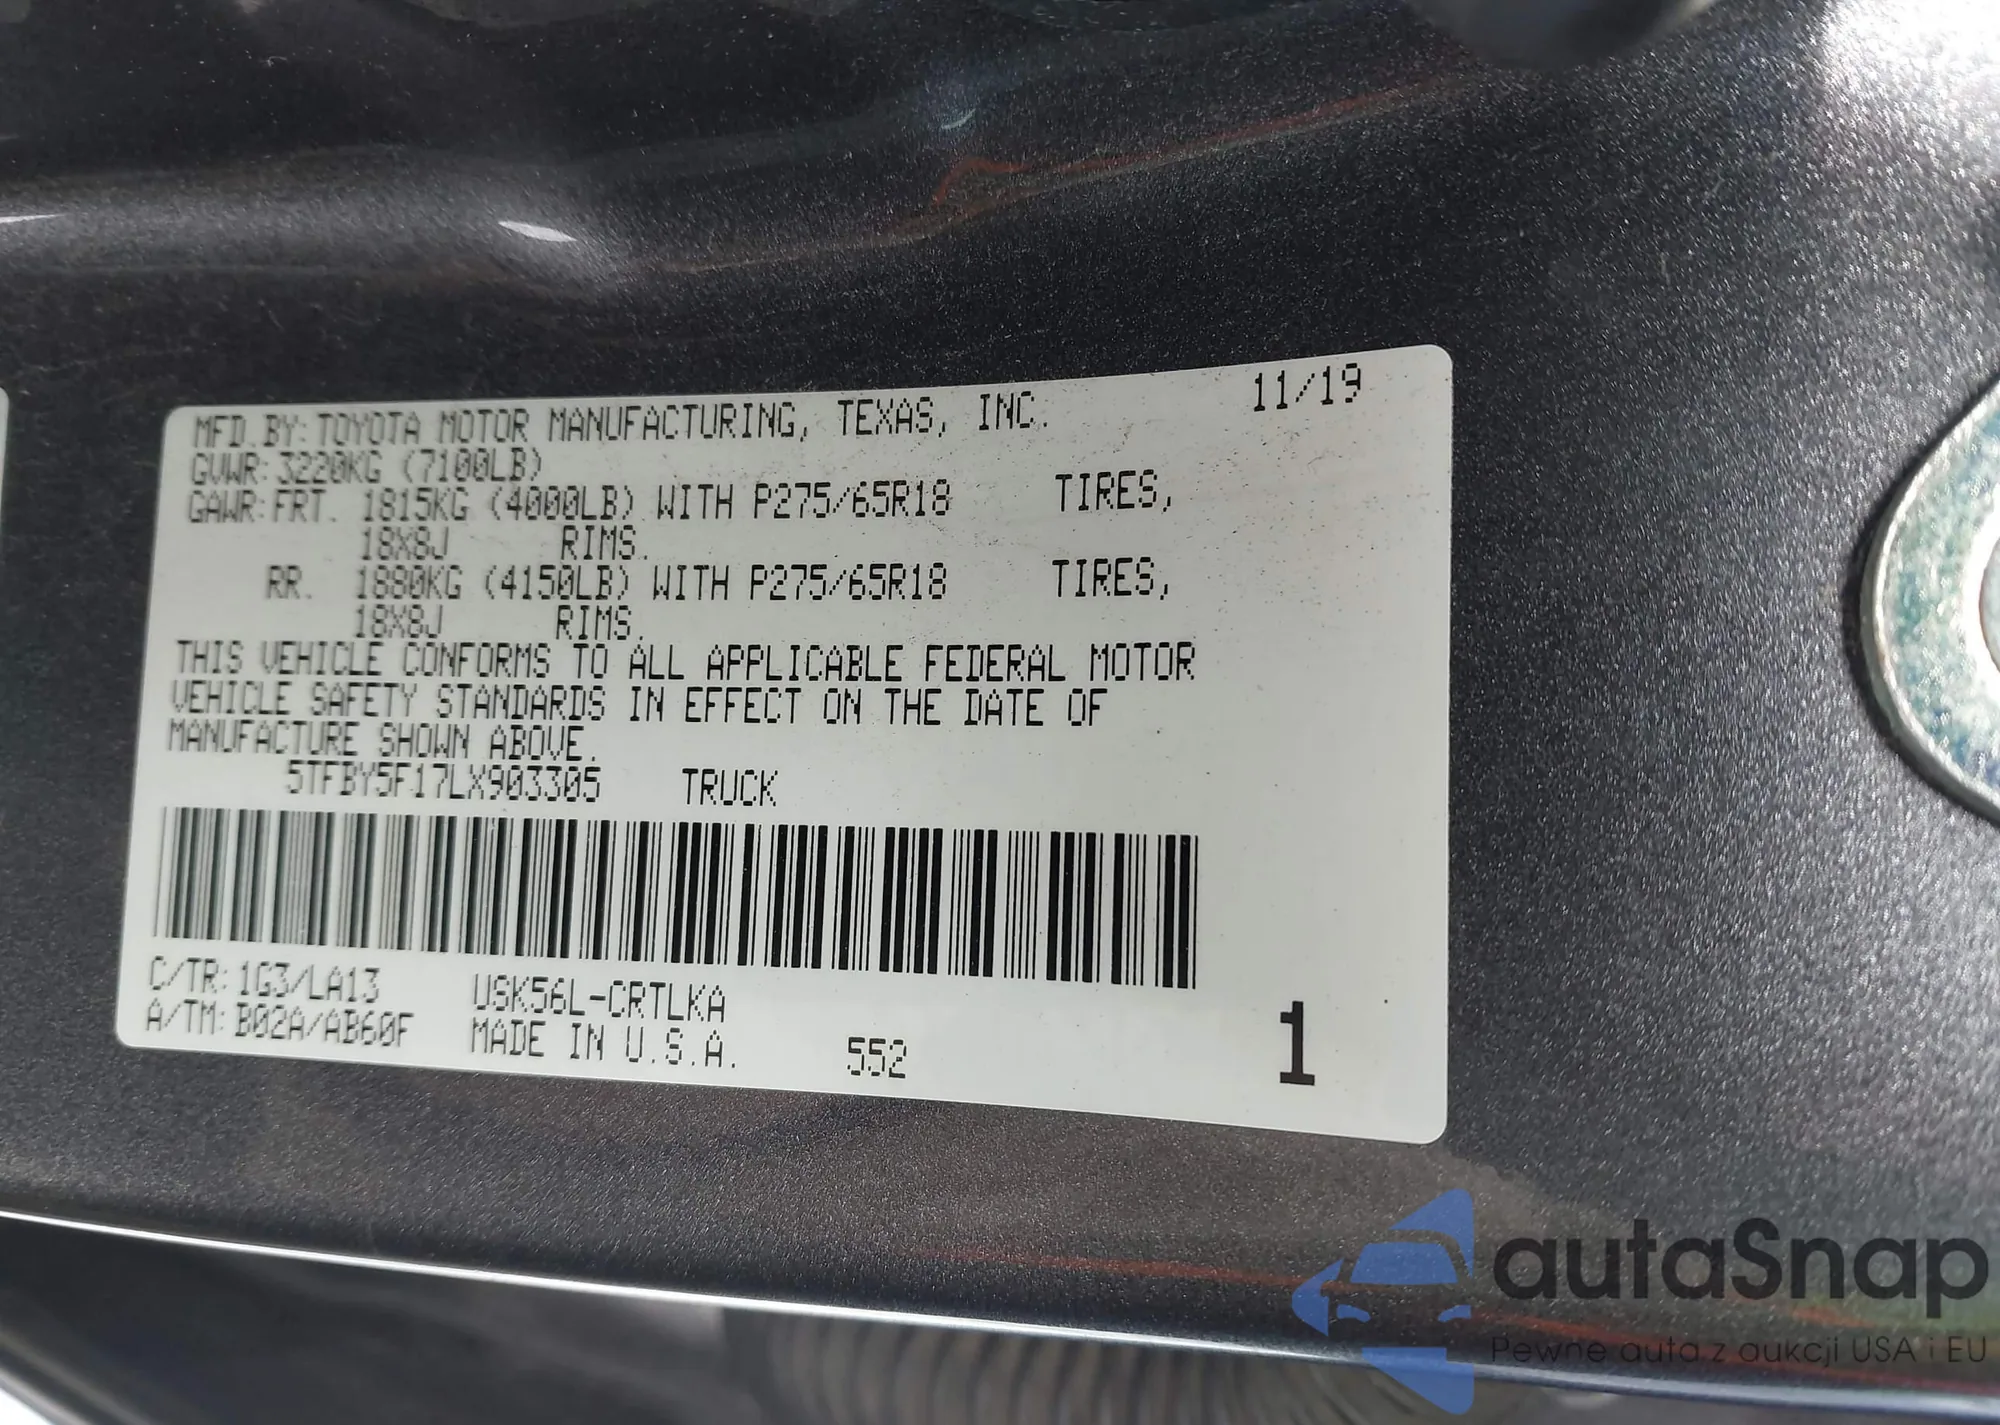 MFD. BY: TOYOTA MOTOR MANUFACTURING, TEXAS, INC. 11/19
GVWR: 3220KG (7100LB)
GAWR: FRT. 1815KG (4000LB) WITH P275/65R18 TIRES,
18X8J RIMS.
RR. 1880KG (4150LB) WITH P275/65R18 TIRES,
18X8J RIMS.
THIS VEHICLE CONFORMS TO ALL APPLICABLE FEDERAL MOTOR
VEHICLE SAFETY STANDARDS IN EFFECT ON THE DATE OF
MANUFACTURE SHOWN ABOVE.
5TFBY5F17LX903305 TRUCK
C/TR: 1G3/LA13 USK56L-CRTLKA
A/TM: B02A/AB60F MADE IN U.S.A. 552 1
autaSnap
Pewne auta z aukcji USA i EU